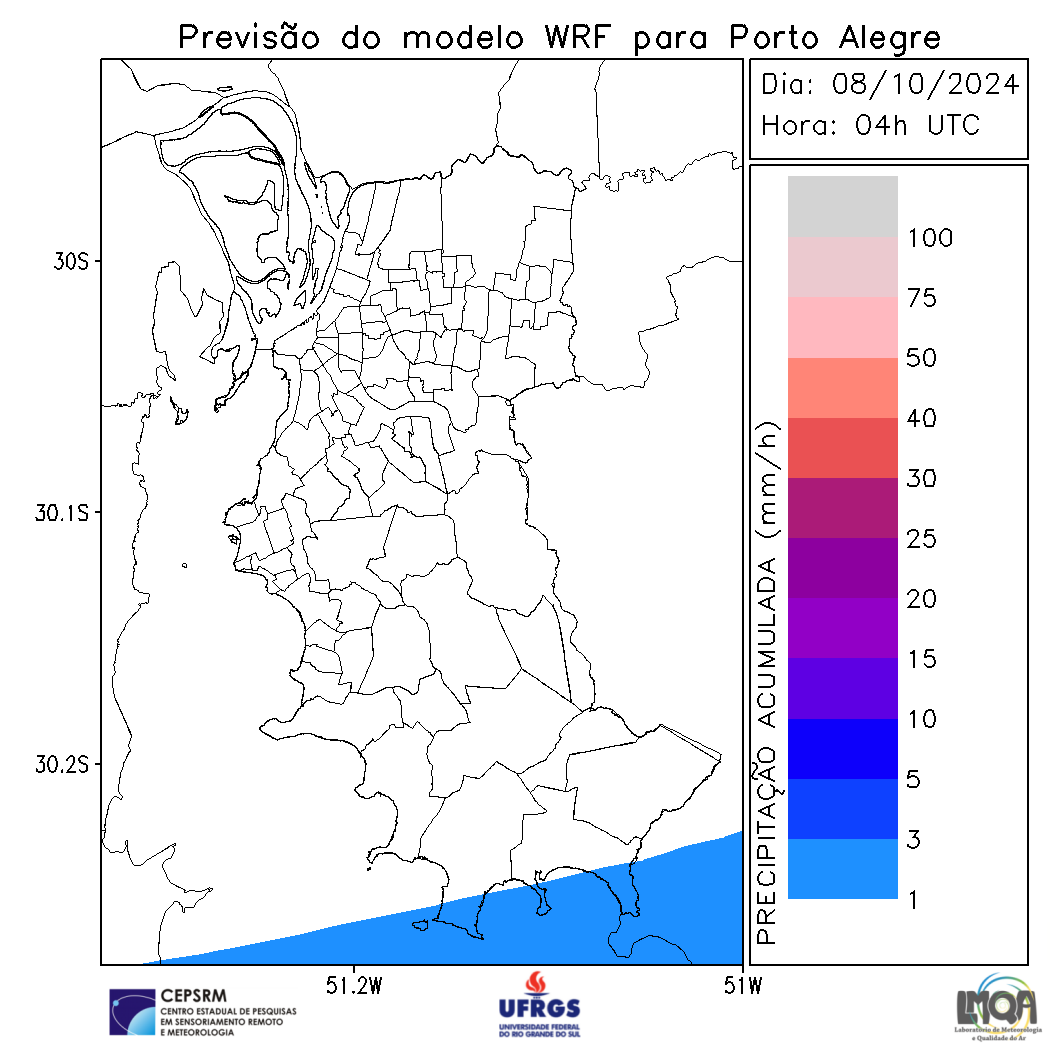 Previsão do modelo WRF para Porto Alegre
Dia: 08/10/2024
Hora: 04h UTC
30S
30.1S
30.2S
51.2W
51W
PRECIPITAÇÃO ACUMULADA (mm/h)
100
75
50
40
30
25
20
15
10
5
3
1
CEPSRM
CENTRO ESTADUAL DE PESQUISAS
EM SENSORIAMENTO REMOTO
E METEOROLOGIA
UFRGS
UNIVERSIDADE FEDERAL
DO RIO GRANDE DO SUL
LMQA
Laboratório de Meteorologia
e Qualidade do Ar